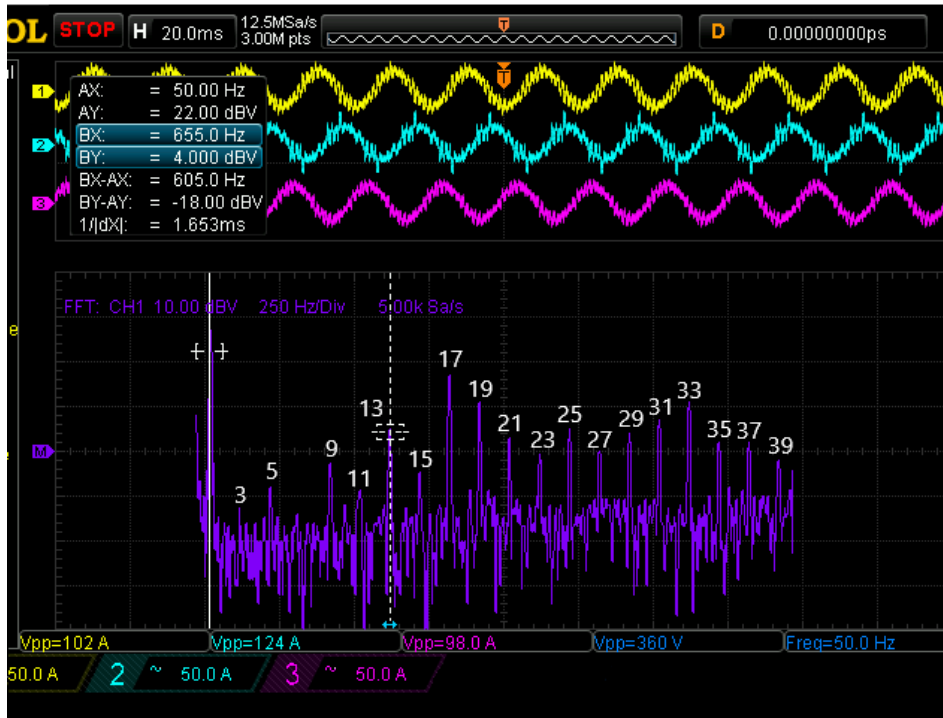 OL STOP H 20.0ms 12.5MSa/s 3.00M pts T D 0.00000000ps
T
1
2
3
AX: = 50.00 Hz
AY: = 22.00 dBV
BX: = 655.0 Hz
BY: = 4.000 dBV
BX-AX: = 605.0 Hz
BY-AY: = -18.00 dBV
1/|dX|: = 1.653ms
FFT: CH1 10.00 dBV 250 Hz/Div 5.00k Sa/s
M
3 5 9 11 13 15 17 19 21 23 25 27 29 31 33 35 37 39
Vpp=102 A Vpp=124 A Vpp=98.0 A Vpp=360 V Freq=50.0 Hz
50.0 A 2 ~ 50.0 A 3 ~ 50.0 A